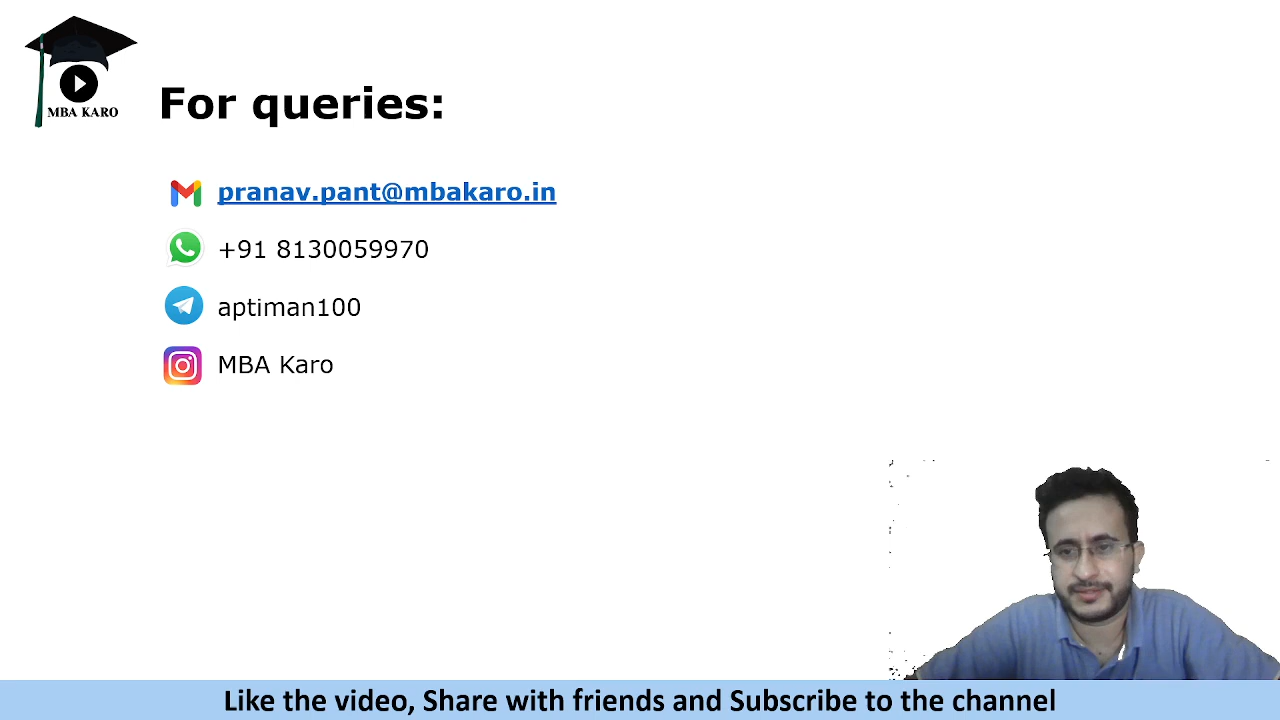 MBA KARO
For queries:
pranav.pant@mbakaro.in
+91 8130059970
aptiman100
MBA Karo
Like the video, Share with friends and Subscribe to the channel